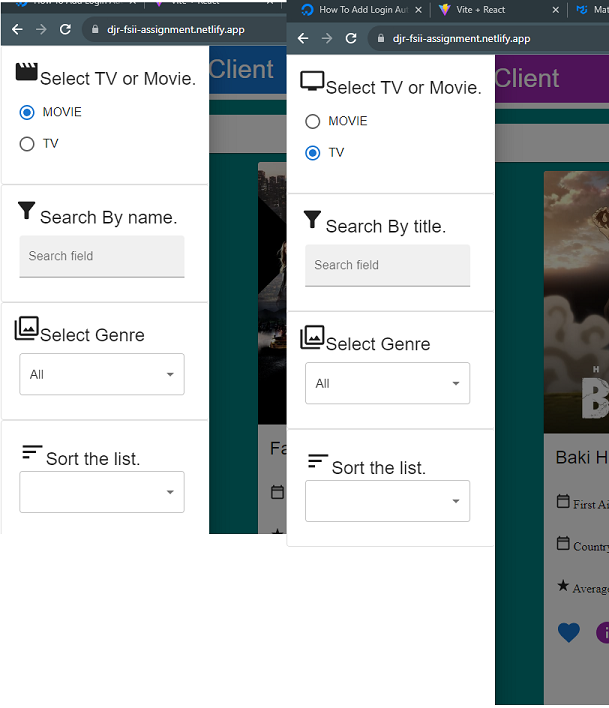 How To Add Login Aut
Vite + React
djr-fsii-assignment.netlify.app
Client
Select TV or Movie.
MOVIE
TV
Search By name.
Search field
Select Genre
All
Sort the list.
Fa
How To Add Login Aut
Vite + React
Mat
djr-fsii-assignment.netlify.app
Client
Select TV or Movie.
MOVIE
TV
Search By title.
Search field
Select Genre
All
Sort the list.
H
B
Baki H
First Ai
Country
Average